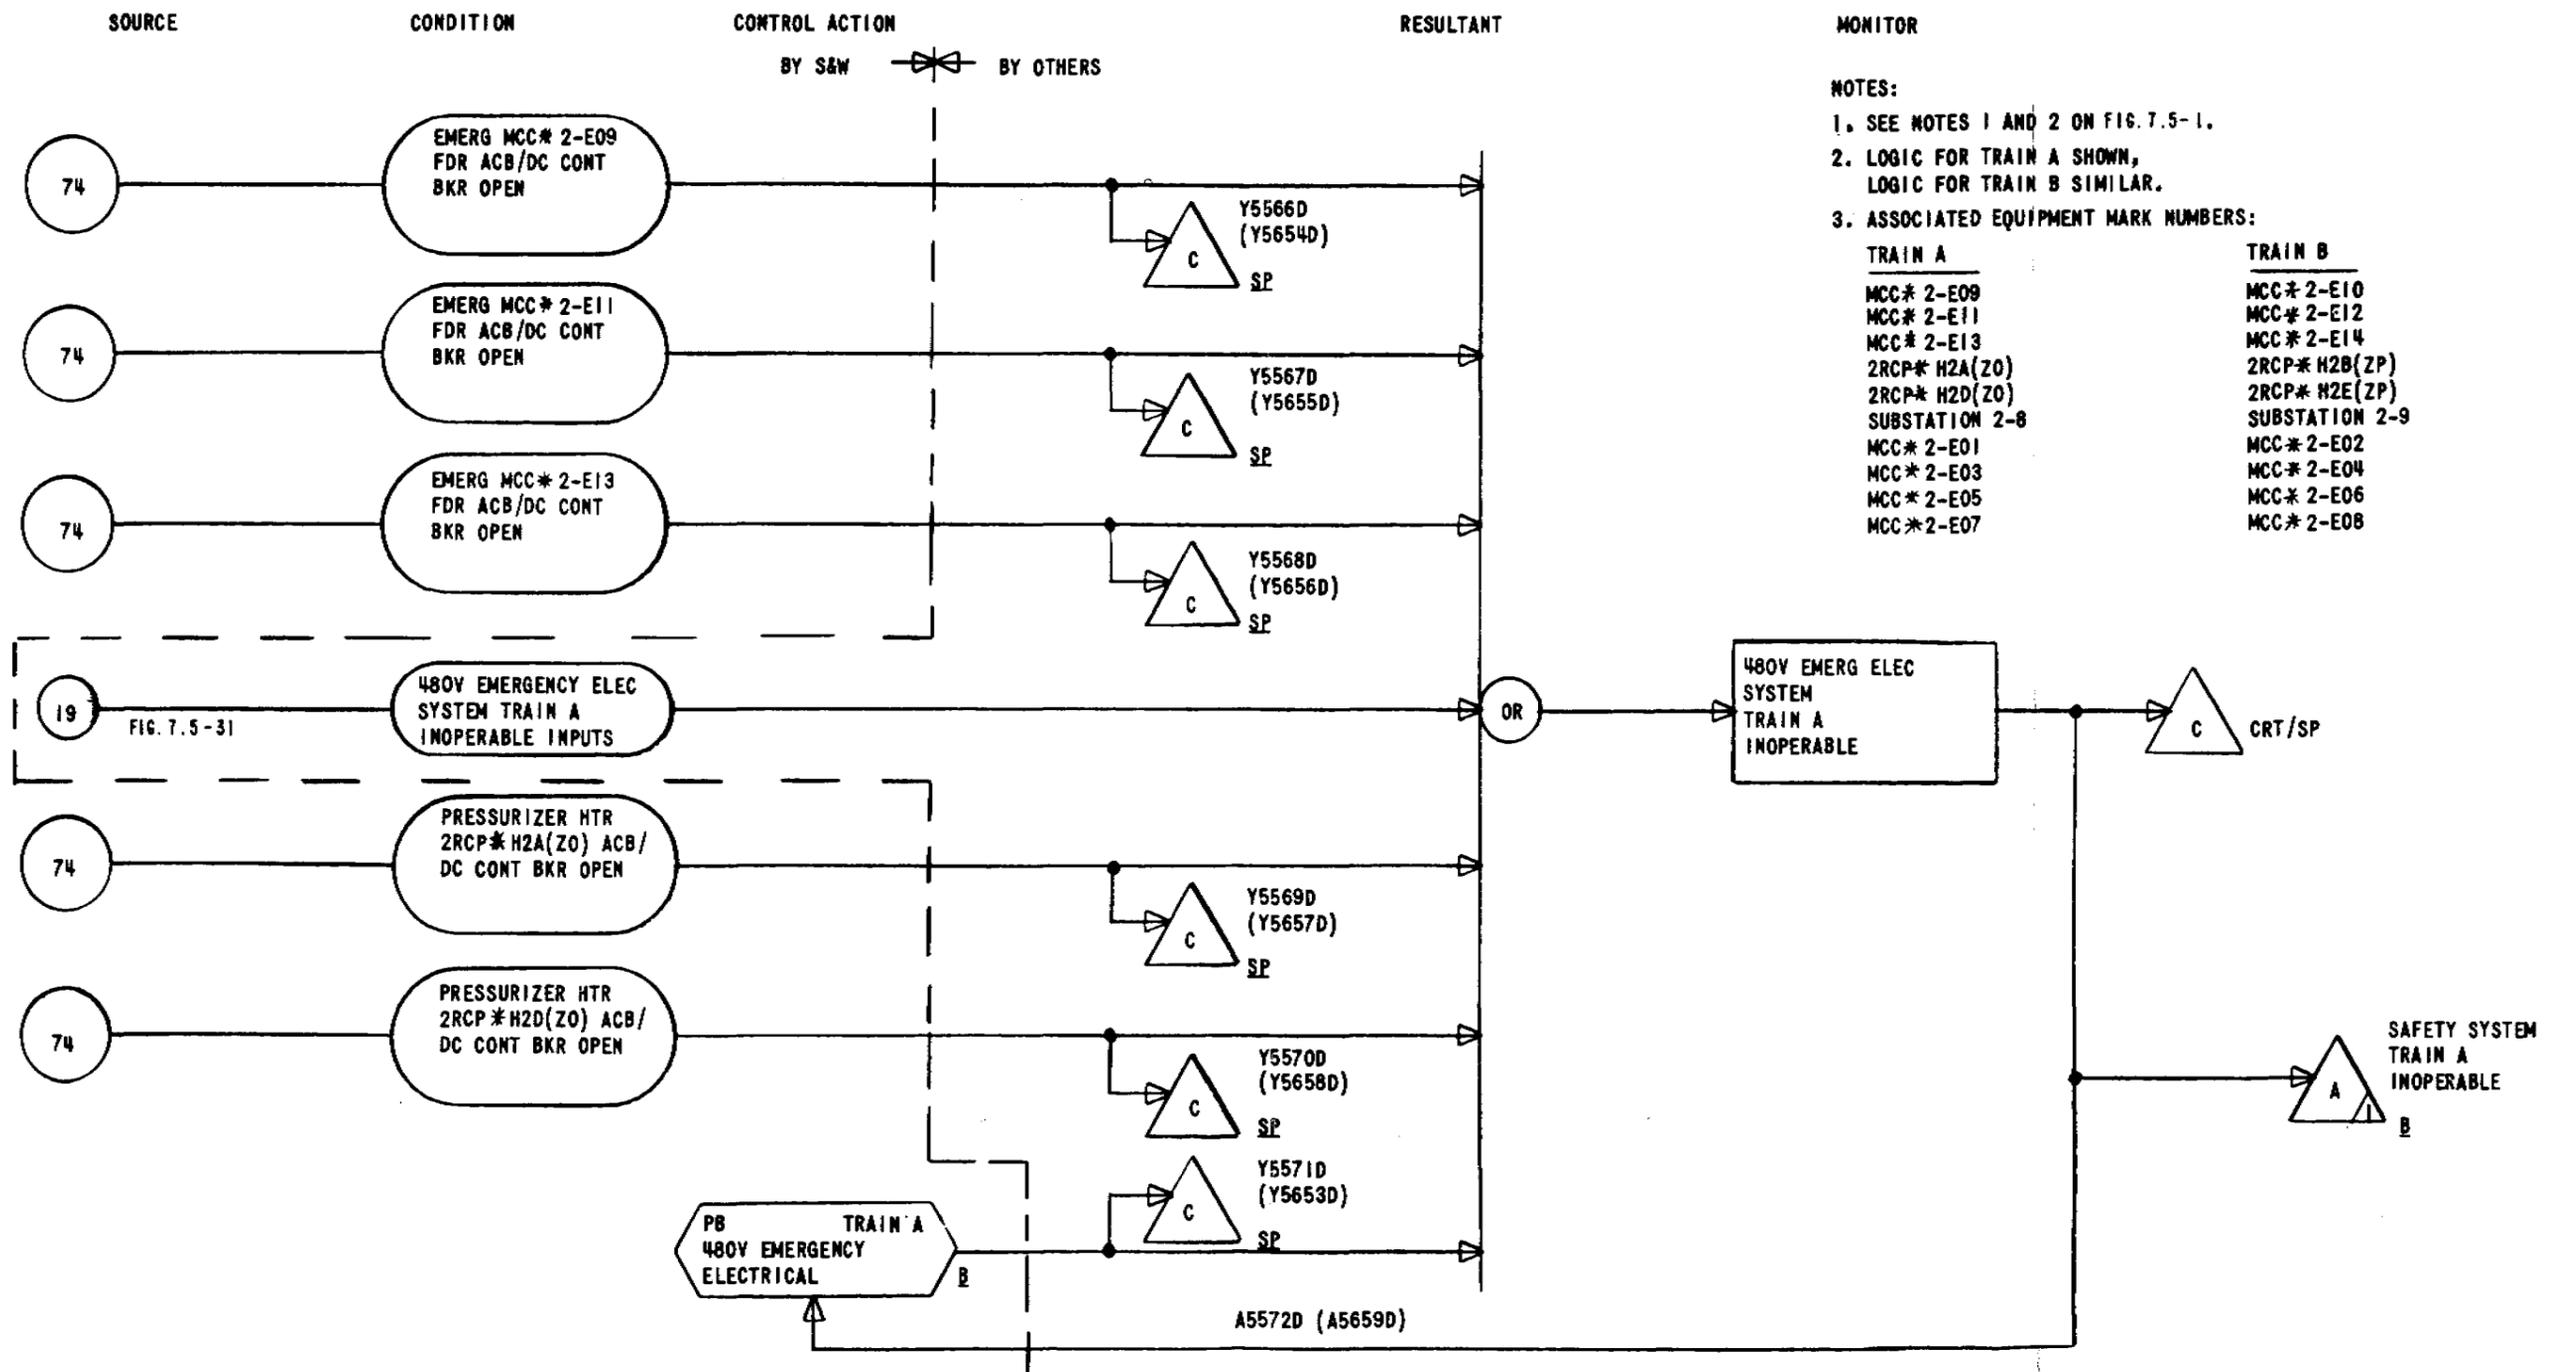 SOURCE
CONDITION
CONTROL ACTION
RESULTANT
MONITOR
BY S&W
BY OTHERS
NOTES:
1. SEE NOTES 1 AND 2 ON FIG.7.5-1.
2. LOGIC FOR TRAIN A SHOWN,
LOGIC FOR TRAIN B SIMILAR.
3. ASSOCIATED EQUIPMENT MARK NUMBERS:
TRAIN A
MCC* 2-E09
MCC* 2-E11
MCC* 2-E13
2RCP* H2A(ZO)
2RCP* H2D(ZO)
SUBSTATION 2-8
MCC* 2-E01
MCC* 2-E03
MCC* 2-E05
MCC* 2-E07
TRAIN B
MCC* 2-E10
MCC* 2-E12
MCC* 2-E14
2RCP* H2B(ZP)
2RCP* H2E(ZP)
SUBSTATION 2-9
MCC* 2-E02
MCC* 2-E04
MCC* 2-E06
MCC* 2-E08
74
EMERG MCC* 2-E09
FDR ACB/DC CONT
BKR OPEN
C
Y5566D
(Y5654D)
SP
74
EMERG MCC* 2-E11
FDR ACB/DC CONT
BKR OPEN
C
Y5567D
(Y5655D)
SP
74
EMERG MCC* 2-E13
FDR ACB/DC CONT
BKR OPEN
C
Y5568D
(Y5656D)
SP
19
FIG. 7.5-31
480V EMERGENCY ELEC
SYSTEM TRAIN A
INOPERABLE INPUTS
OR
480V EMERG ELEC
SYSTEM
TRAIN A
INOPERABLE
C
CRT/SP
74
PRESSURIZER HTR
2RCP* H2A(ZO) ACB/
DC CONT BKR OPEN
C
Y5569D
(Y5657D)
SP
74
PRESSURIZER HTR
2RCP* H2D(ZO) ACB/
DC CONT BKR OPEN
C
Y5570D
(Y5658D)
SP
A
1
SAFETY SYSTEM
TRAIN A
INOPERABLE
B
PB TRAIN A
480V EMERGENCY
ELECTRICAL
B
C
Y5571D
(Y5653D)
SP
A5572D (A5659D)